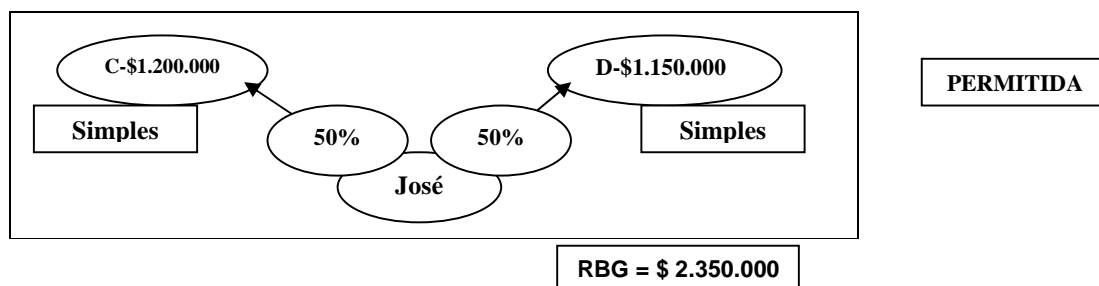 C-$1.200.000
D-$1.150.000
PERMITIDA
Simples
50%
50%
Simples
José
RBG = $ 2.350.000